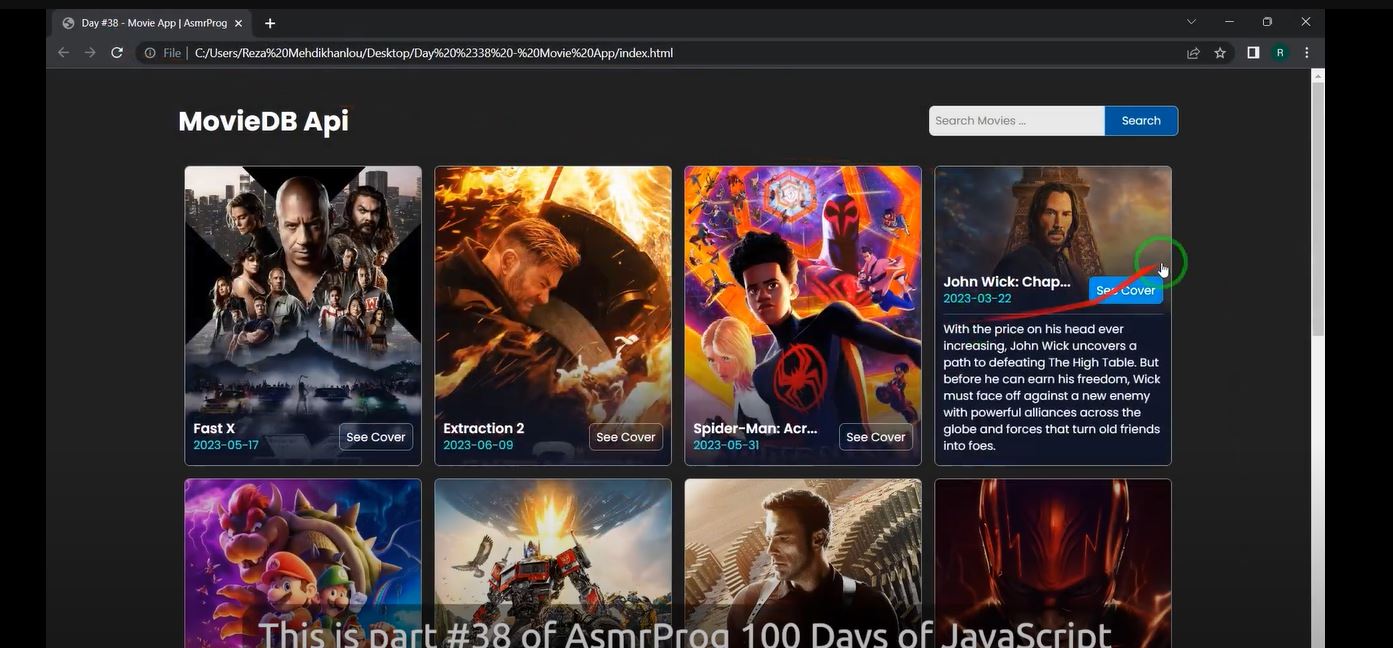 Day #38 - Movie App | AsmrProg
File
C:/Users/Reza%20Mehdikhanlou/Desktop/Day%20%2338%20-%20Movie%20App/index.html
R
MovieDB Api
Search Movies ...
Search
Fast X
2023-05-17
See Cover
Extraction 2
2023-06-09
See Cover
Spider-Man: Acr...
2023-05-31
See Cover
John Wick: Chap...
2023-03-22
See Cover
With the price on his head ever
increasing, John Wick uncovers a
path to defeating The High Table. But
before he can earn his freedom, Wick
must face off against a new enemy
with powerful alliances across the
globe and forces that turn old friends
into foes.
This is part #38 of AsmrProg 100 Days of JavaScript